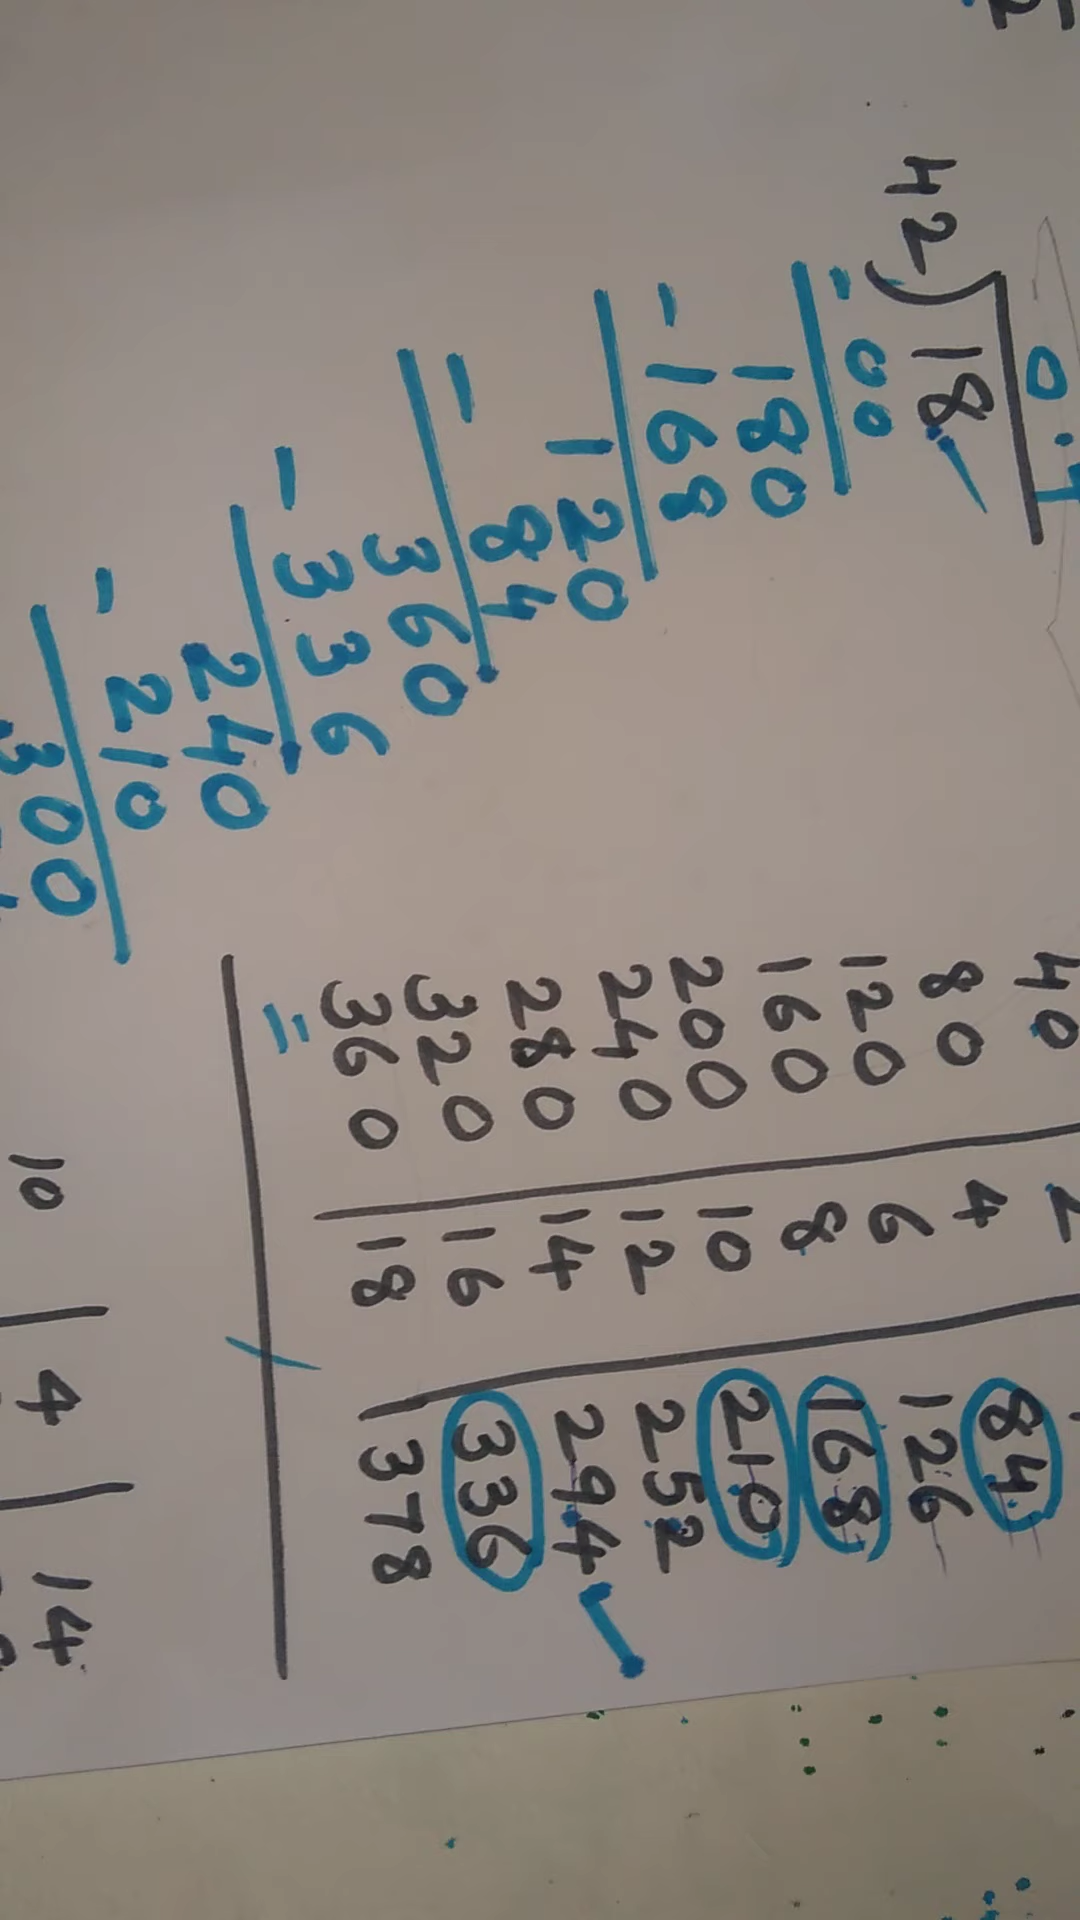 0.4
42)18
- 00
180
- 168
120
- 84
360
- 336
240
- 210
300
40 2
80 4 84
120 6 126
160 8 168
200 10 210
240 12 252
280 14 294
320 16 336
360 18 378
=
10 4 14